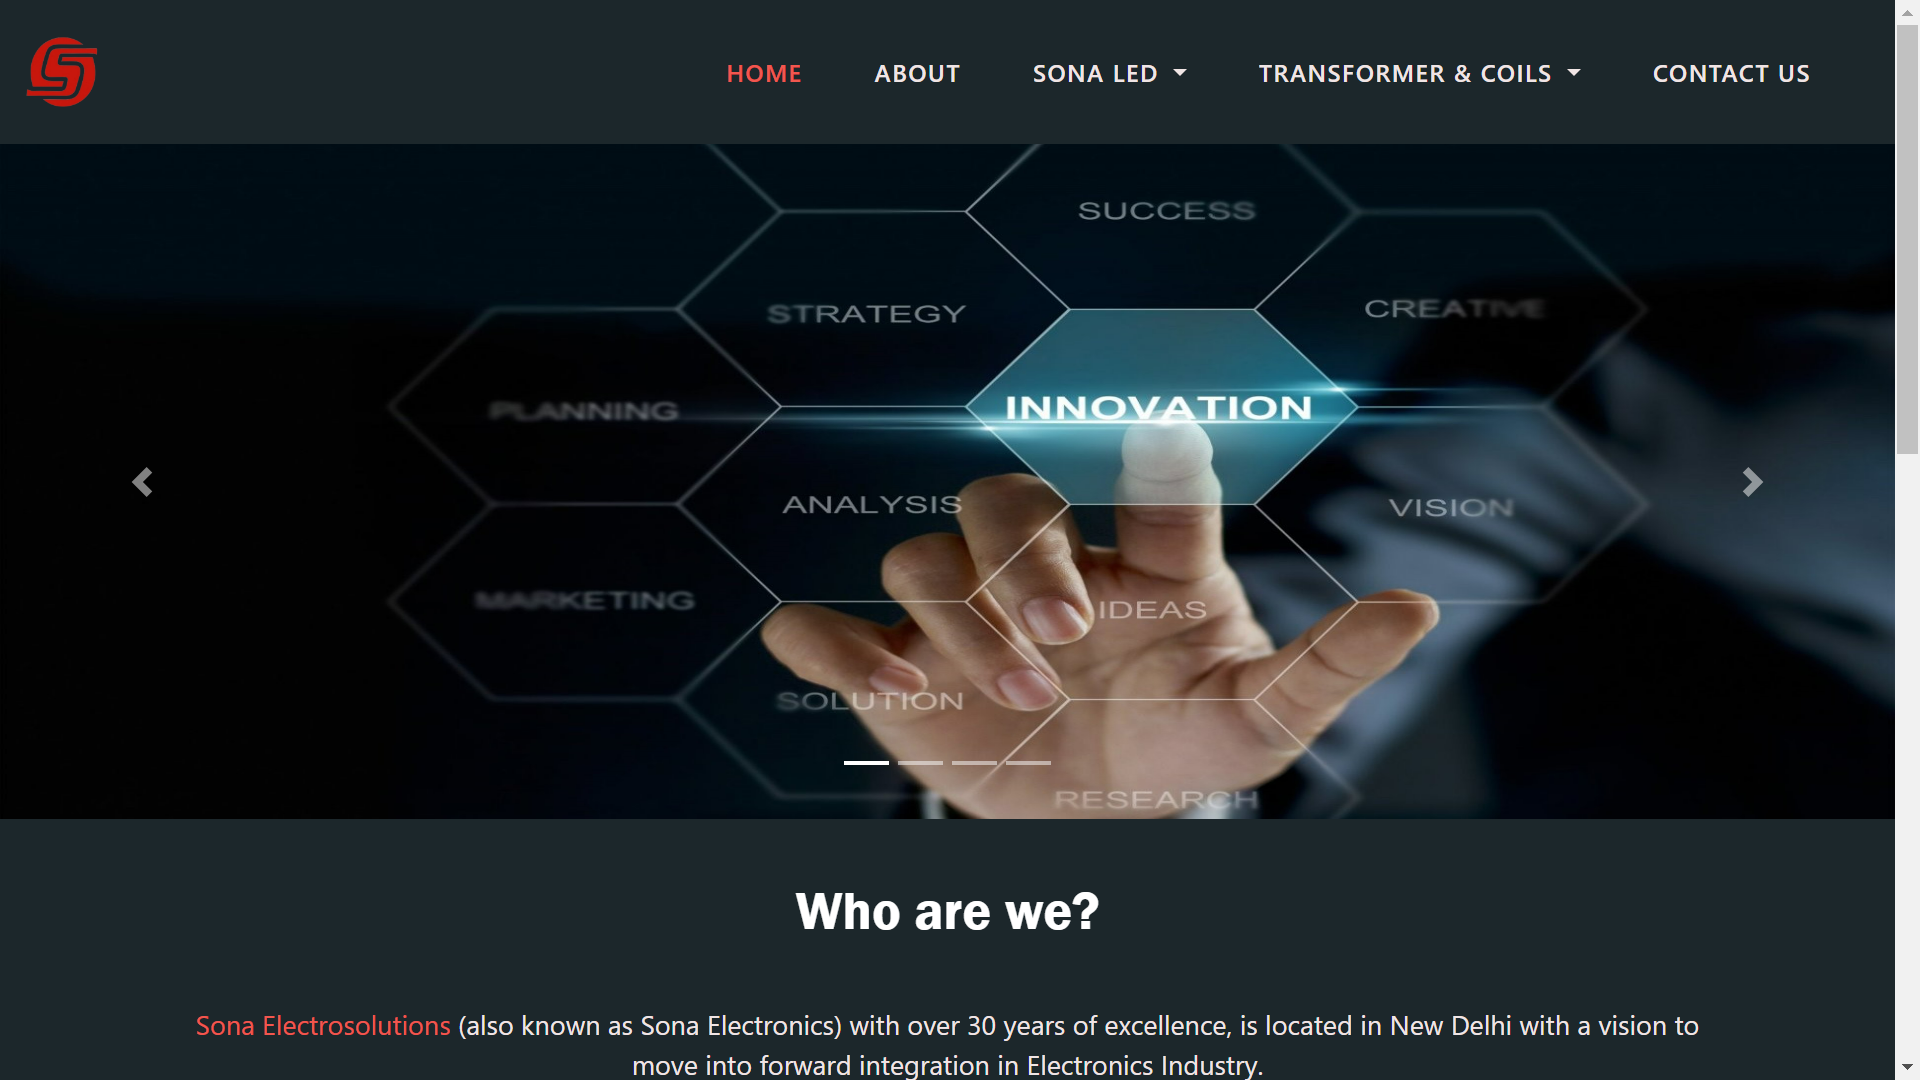 HOME
ABOUT
SONA LED
TRANSFORMER & COILS
CONTACT US
SUCCESS
STRATEGY
CREATIVE
PLANNING
INNOVATION
ANALYSIS
VISION
MARKETING
IDEAS
SOLUTION
RESEARCH
Who are we?
Sona Electrosolutions (also known as Sona Electronics) with over 30 years of excellence, is located in New Delhi with a vision to
move into forward integration in Electronics Industry.